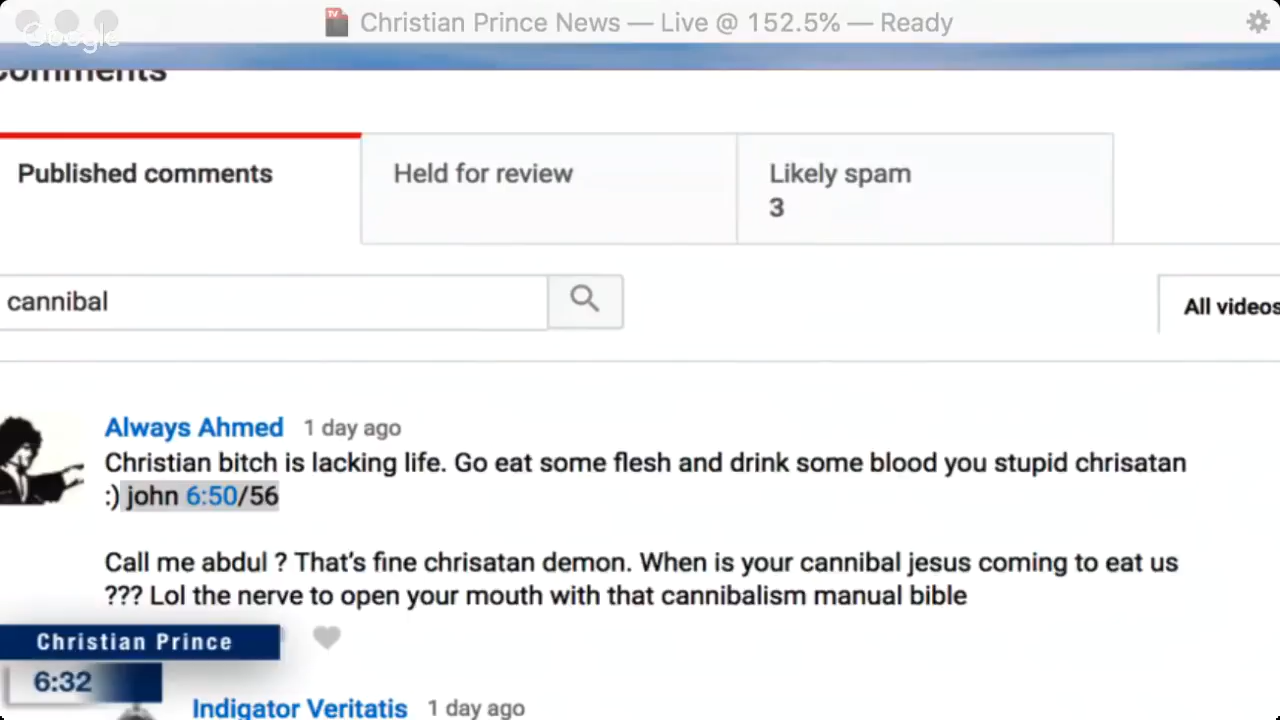 Google
Christian Prince News — Live @ 152.5% — Ready
Comments
Published comments
Held for review
Likely spam
3
cannibal
All videos
Always Ahmed 1 day ago
Christian bitch is lacking life. Go eat some flesh and drink some blood you stupid chrisatan
:) john 6:50/56
Call me abdul ? That's fine chrisatan demon. When is your cannibal jesus coming to eat us
??? Lol the nerve to open your mouth with that cannibalism manual bible
Christian Prince
6:32
Indigator Veritatis 1 day ago